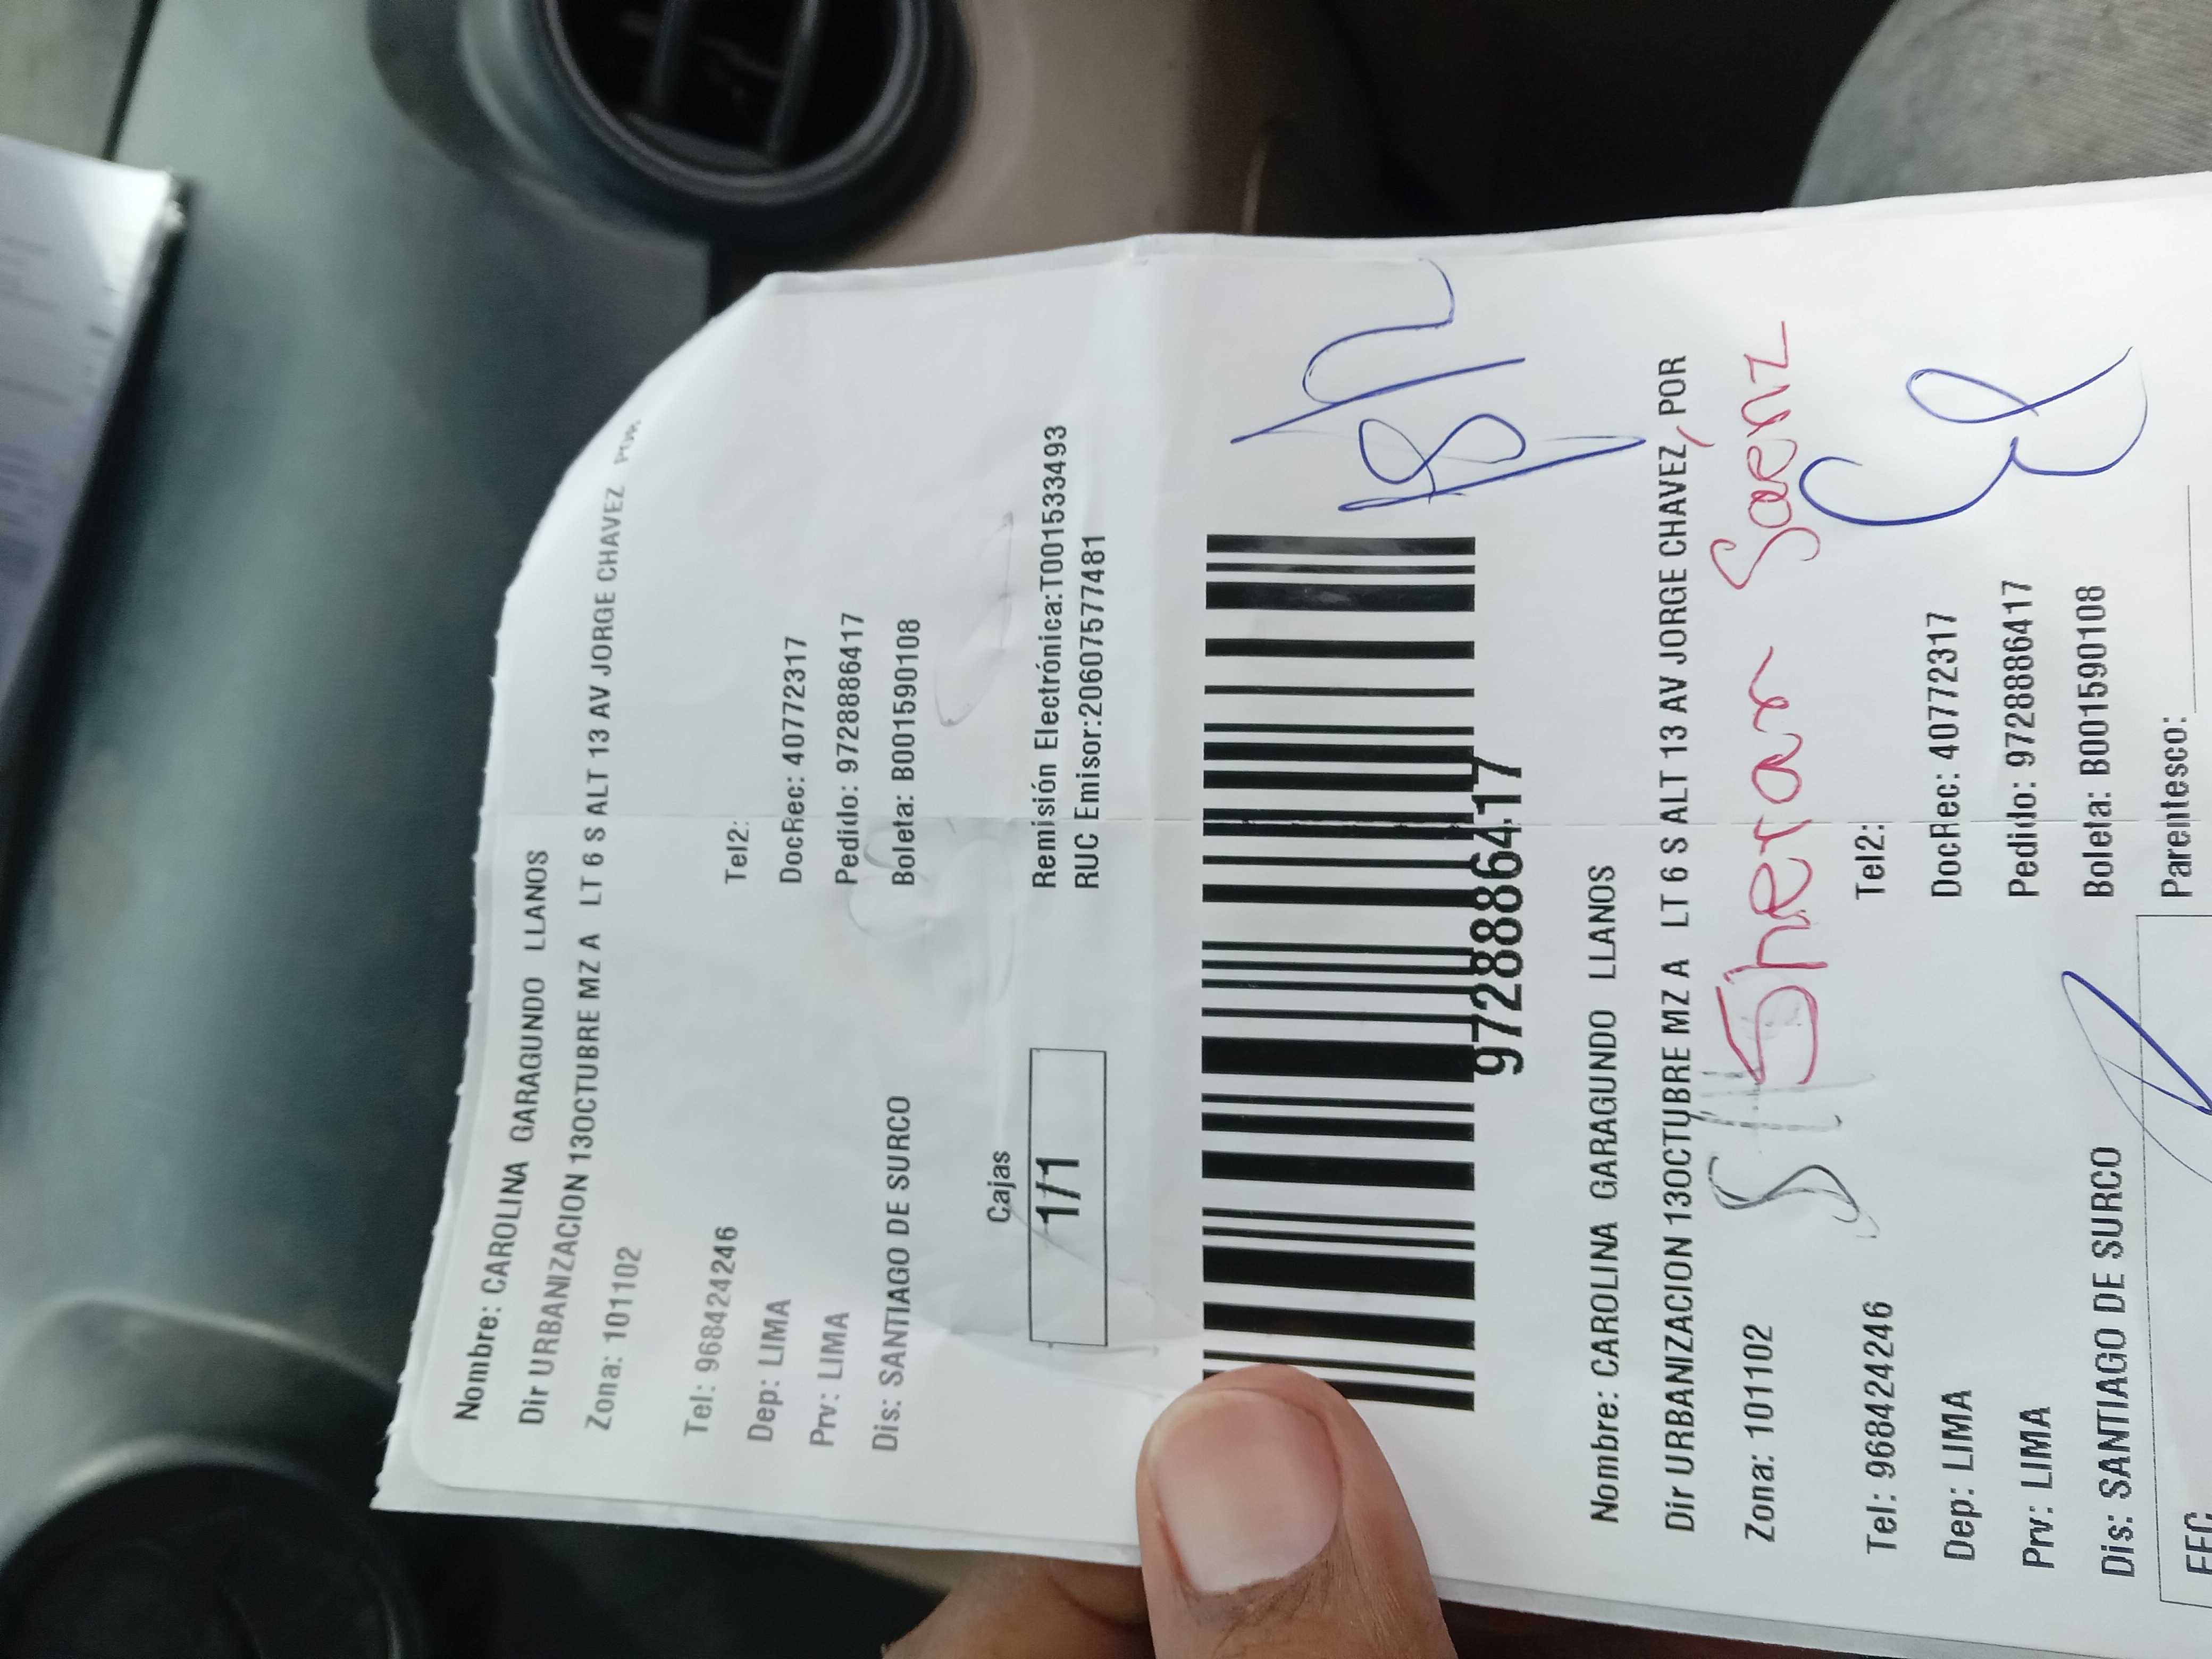 Nombre: CAROLINA GARAGUNDO LLANOS
Dir URBANIZACION 13OCTUBRE MZ A LT 6 S ALT 13 AV JORGE CHAVEZ POR
Zona: 101102
Tel: 968424246 Tel2:
Dep: LIMA DocRec: 40772317
Prv: LIMA Pedido: 9728886417
Dis: SANTIAGO DE SURCO Boleta: B001590108
Cajas
1/1
Remisión Electrónica:T001533493
RUC Emisor:20607577481
9728886417
Nombre: CAROLINA GARAGUNDO LLANOS
Dir URBANIZACION 13OCTUBRE MZ A LT 6 S ALT 13 AV JORGE CHAVEZ, POR
Zona: 101102
Sherar Saenz
Tel: 968424246 Tel2:
Dep: LIMA DocRec: 40772317
Prv: LIMA Pedido: 9728886417
Dis: SANTIAGO DE SURCO Boleta: B001590108
Parentesco: